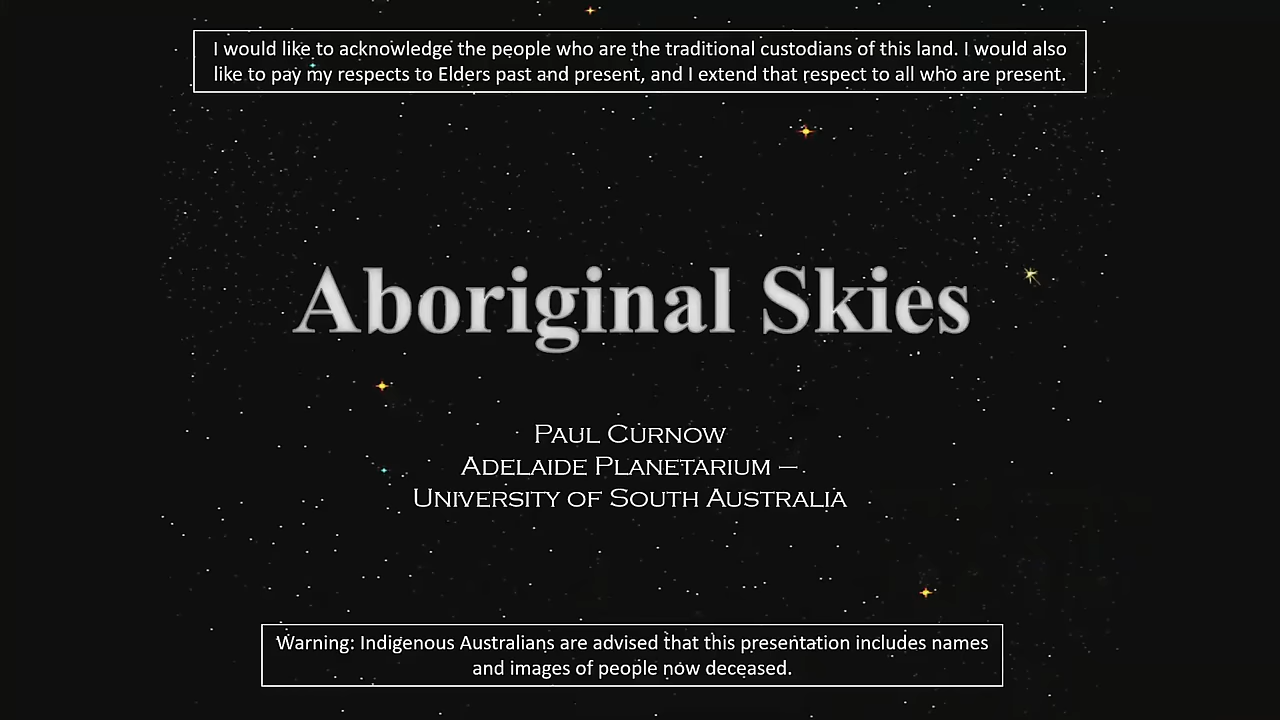 I would like to acknowledge the people who are the traditional custodians of this land. I would also
like to pay my respects to Elders past and present, and I extend that respect to all who are present.
Aboriginal Skies
Paul Curnow
Adelaide Planetarium –
University of South Australia
Warning: Indigenous Australians are advised that this presentation includes names
and images of people now deceased.